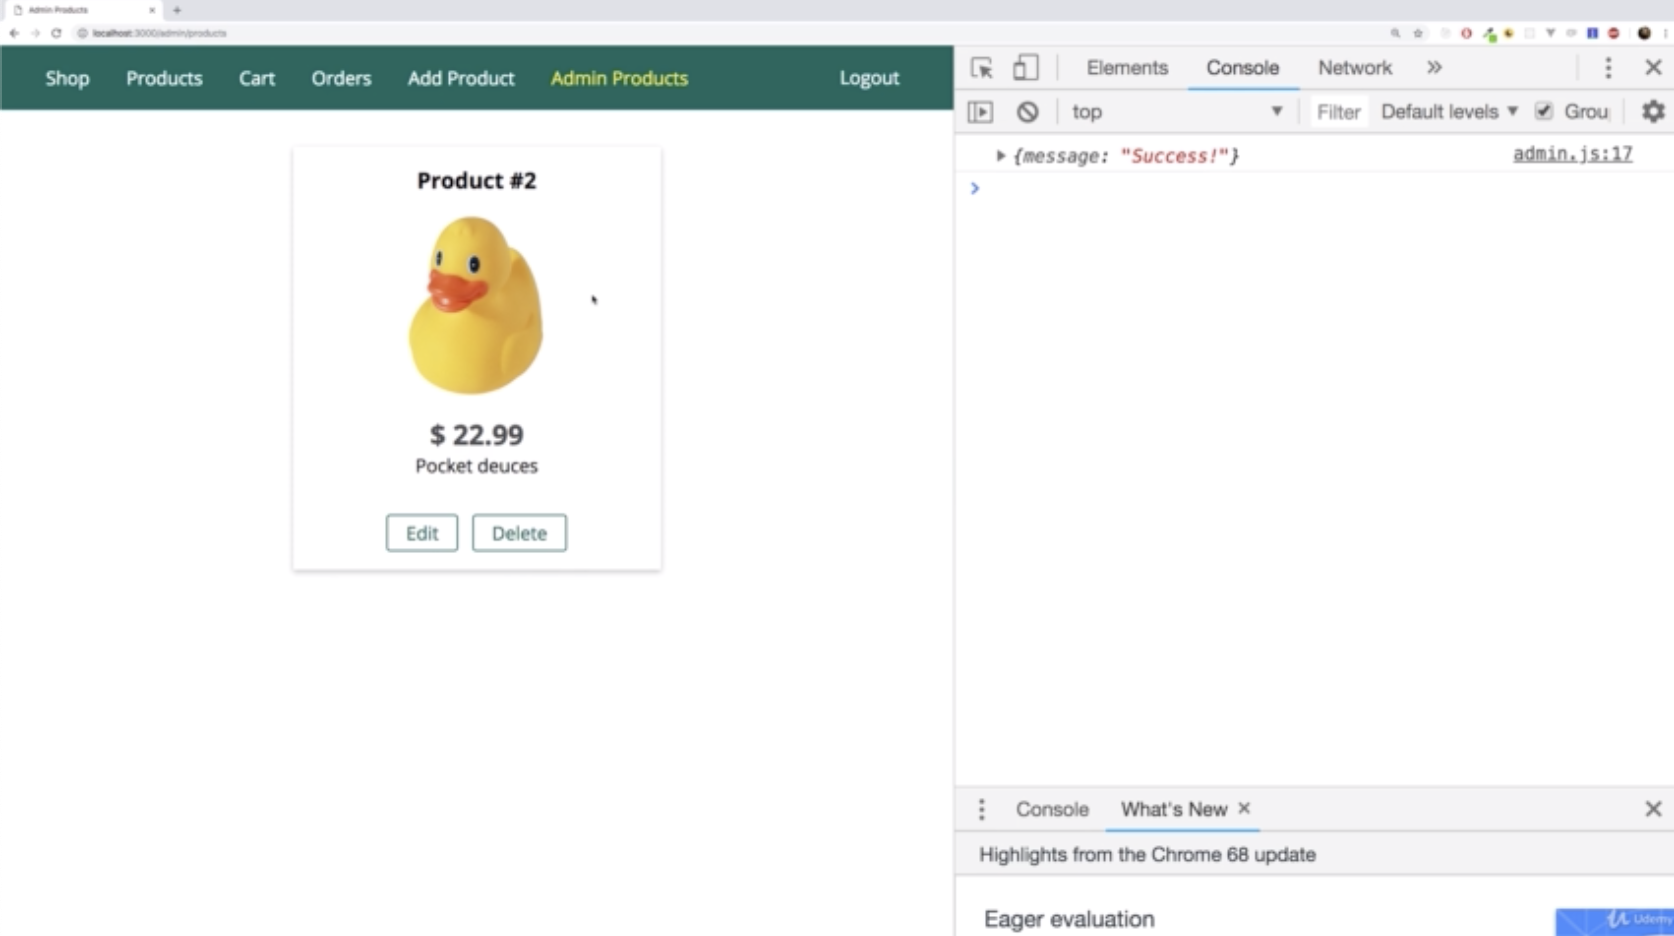 Admin Products
localhost:3000/admin/products
Shop Products Cart Orders Add Product Admin Products Logout
Product #2
$ 22.99
Pocket deuces
Edit Delete
Elements Console Network
top Filter Default levels Grou
{message: "Success!"} admin.js:17
Console What's New
Highlights from the Chrome 68 update
Eager evaluation
Udemy